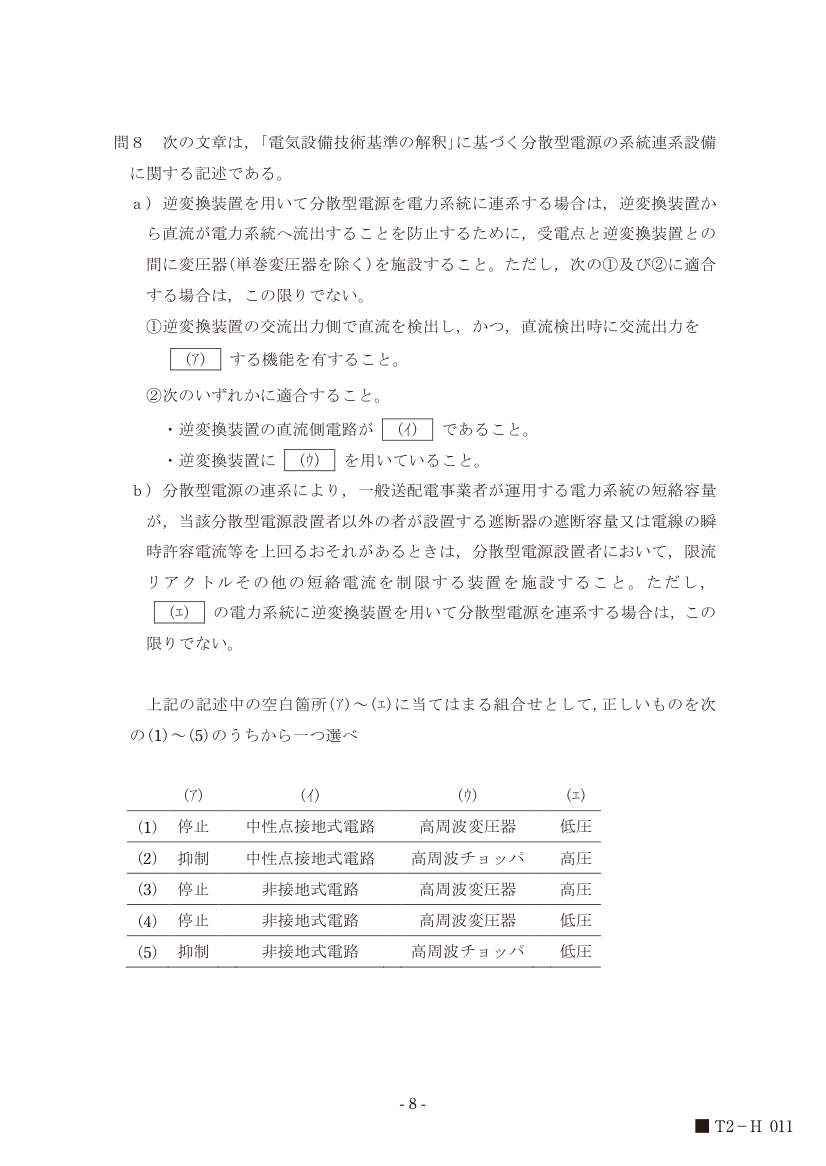 問8 次の文章は,「電気設備技術基準の解釈」に基づく分散型電源の系統連系設備
に関する記述である。
a)逆変換装置を用いて分散型電源を電力系統に連系する場合は,逆変換装置か
ら直流が電力系統へ流出することを防止するために,受電点と逆変換装置との
間に変圧器(単巻変圧器を除く)を施設すること。ただし,次の①及び②に適合
する場合は,この限りでない。
①逆変換装置の交流出力側で直流を検出し,かつ,直流検出時に交流出力を
(ア) する機能を有すること。
②次のいずれかに適合すること。
・逆変換装置の直流側電路が (イ) であること。
・逆変換装置に (ウ) を用いていること。
b)分散型電源の連系により,一般送配電事業者が運用する電力系統の短絡容量
が,当該分散型電源設置者以外の者が設置する遮断器の遮断容量又は電線の瞬
時許容電流等を上回るおそれがあるときは,分散型電源設置者において,限流
リアクトルその他の短絡電流を制限する装置を施設すること。ただし,
(エ) の電力系統に逆変換装置を用いて分散型電源を連系する場合は,この
限りでない。
上記の記述中の空白箇所(ア)~(エ)に当てはまる組合せとして,正しいものを次
の(1)~(5)のうちから一つ選べ
(ア) (イ) (ウ) (エ)
(1) 停止 中性点接地式電路 高周波変圧器 低圧
(2) 抑制 中性点接地式電路 高周波チョッパ 高圧
(3) 停止 非接地式電路 高周波変圧器 高圧
(4) 停止 非接地式電路 高周波変圧器 低圧
(5) 抑制 非接地式電路 高周波チョッパ 低圧
- 8 -
■ T2-H 011